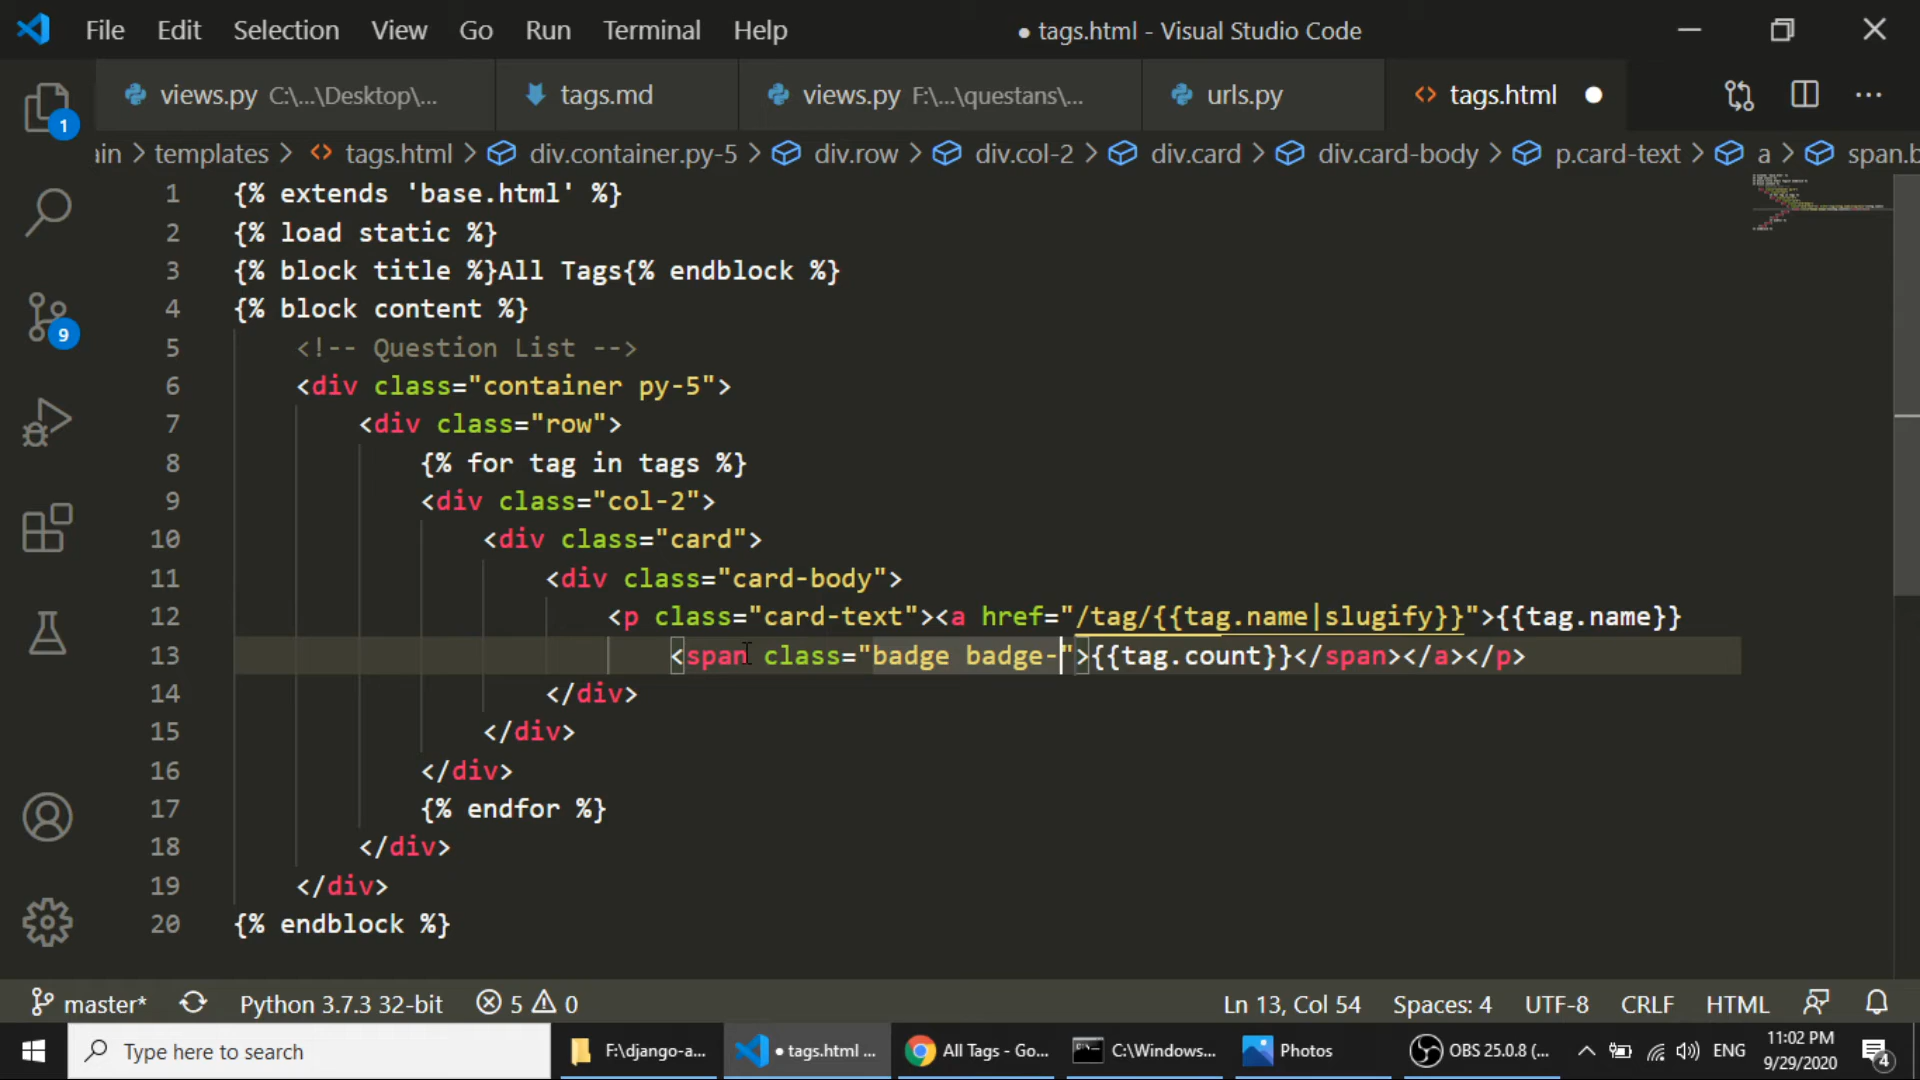 File Edit Selection View Go Run Terminal Help ● tags.html - Visual Studio Code
views.py C:\...\Desktop\... tags.md views.py F:\...\questans\... urls.py <> tags.html ●
1
ain > templates > <> tags.html > div.container.py-5 > div.row > div.col-2 > div.card > div.card-body > p.card-text > a > span.b
1 {% extends 'base.html' %}
2 {% load static %}
3 {% block title %}All Tags{% endblock %}
4 {% block content %}
5 <!-- Question List -->
9
6 <div class="container py-5">
7 <div class="row">
8 {% for tag in tags %}
9 <div class="col-2">
10 <div class="card">
11 <div class="card-body">
12 <p class="card-text"><a href="/tag/{{tag.name|slugify}}">{{tag.name}}
13 <span class="badge badge-">{{tag.count}}</span></a></p>
14 </div>
15 </div>
16 </div>
17 {% endfor %}
18 </div>
19 </div>
20 {% endblock %}
master* Python 3.7.3 32-bit 5 0 Ln 13, Col 54 Spaces: 4 UTF-8 CRLF HTML
Type here to search F:\django-a... ● tags.html ... All Tags - Go... C:\Windows... Photos OBS 25.0.8 (... ENG 11:02 PM
9/29/2020 4